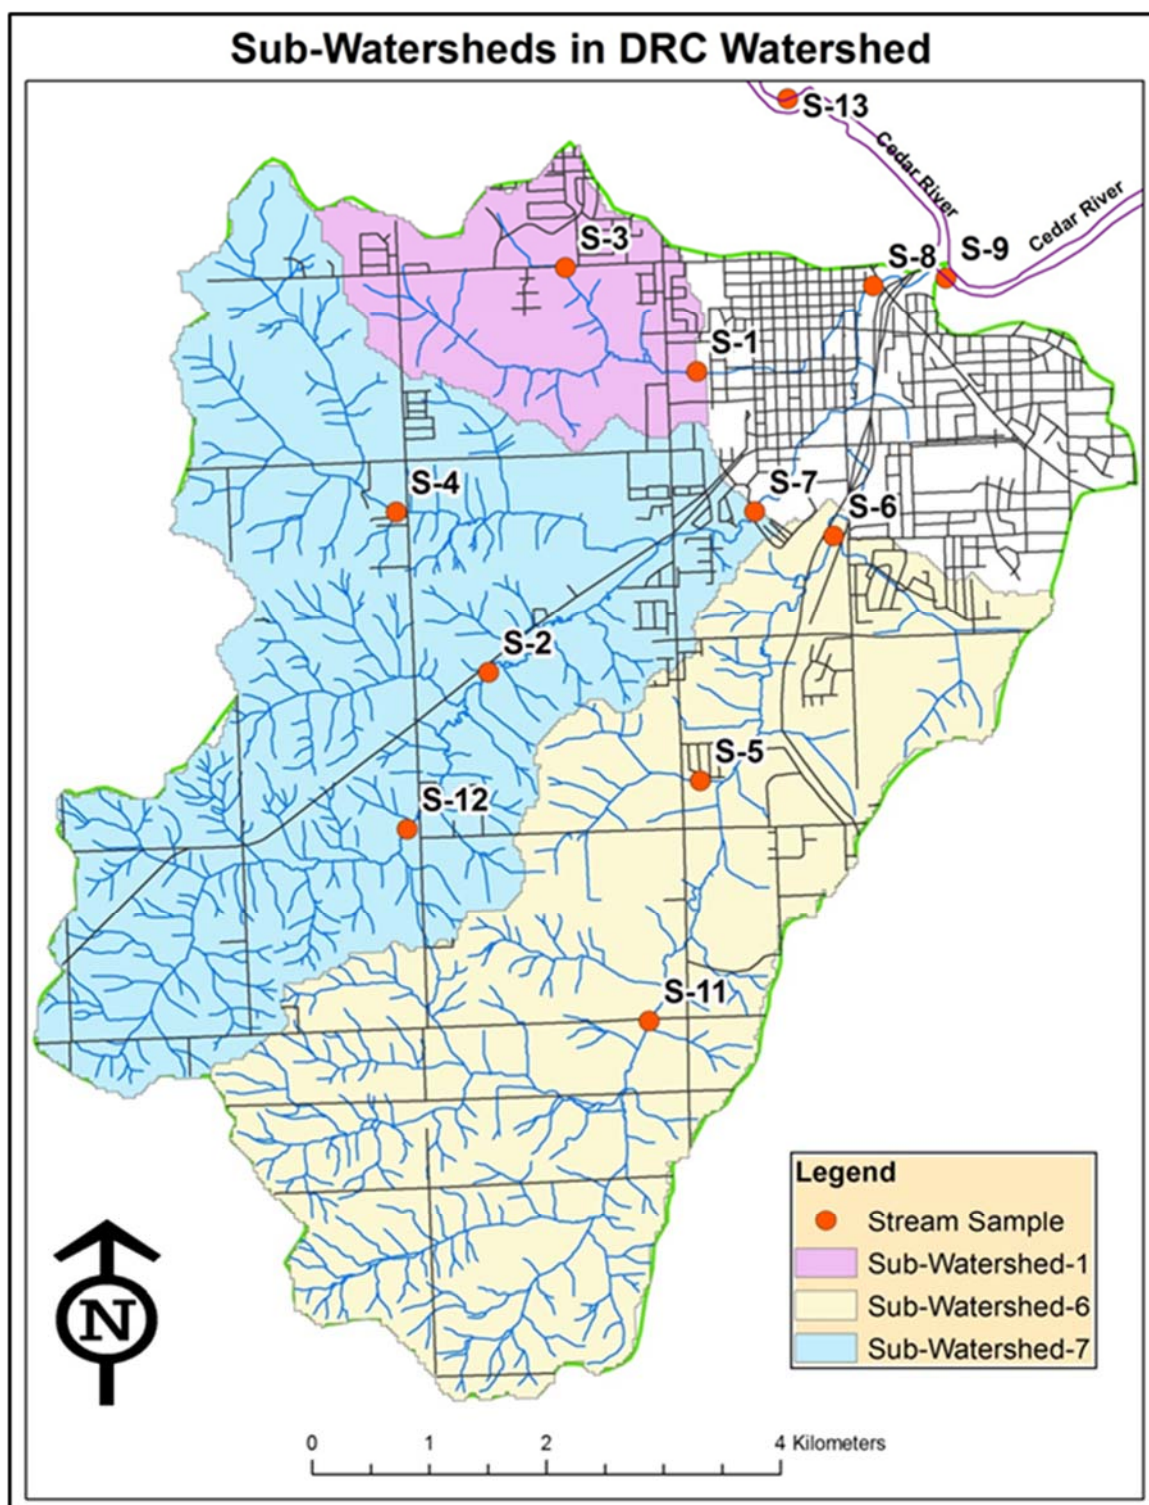 Sub-Watersheds in DRC Watershed
S-13
Cedar River
Cedar River
S-3
S-8
S-9
S-1
S-4
S-7
S-6
S-2
S-5
S-12
S-11
Legend
Stream Sample
Sub-Watershed-1
Sub-Watershed-6
Sub-Watershed-7
N
0 1 2 4 Kilometers